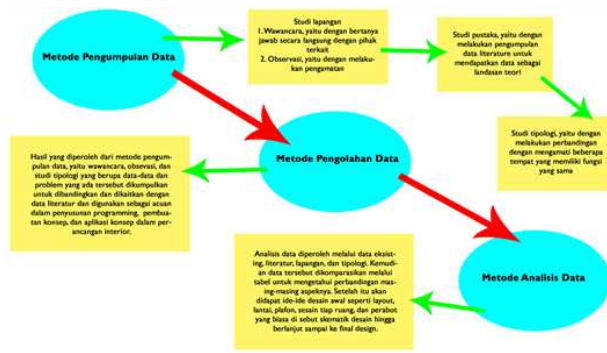 Metode Pengumpulan Data
Studi lapangan
1. Wawancara, yaitu dengan bertanya
jawab secara langsung dengan pihak
terkait
2. Observasi, yaitu dengan melaku-
kan pengamatan
Studi pustaka, yaitu dengan
melakukan pengumpulan
data literature untuk
mendapatkan data sebagai
landasan teori
Studi tipologi, yaitu dengan
melakukan perbandingan
dengan mengamati beberapa
tempat yang memiliki fungsi
yang sama
Metode Pengolahan Data
Hasil yang diperoleh dari metode pengum-
pulan data, yaitu wawancara, obsevasi, dan
studi tipologi yang berupa data-data dan
problem yang ada tersebut dikumpulkan
untuk dibandingkan dan dikaitkan dengan
data literatur dan digunakan sebagai acuan
dalam penyusunan programming, pembua-
tan konsep, dan aplikasi konsep dalam per-
ancangan interior.
Metode Analisis Data
Analisis data diperoleh melalui data eksist-
ing, literatur, lapangan, dan tipologi. Kemudi-
an data tersebut dikomparasikan melalui
tabel untuk mengetahui perbandingan mas-
ing-masing aspeknya. Setelah itu akan
didapat ide-ide desain awal seperti layout,
lantai, plafon, sesain tiap ruang, dan perabot
yang biasa di sebut skematik desain hingga
berlanjut sampai ke final design.